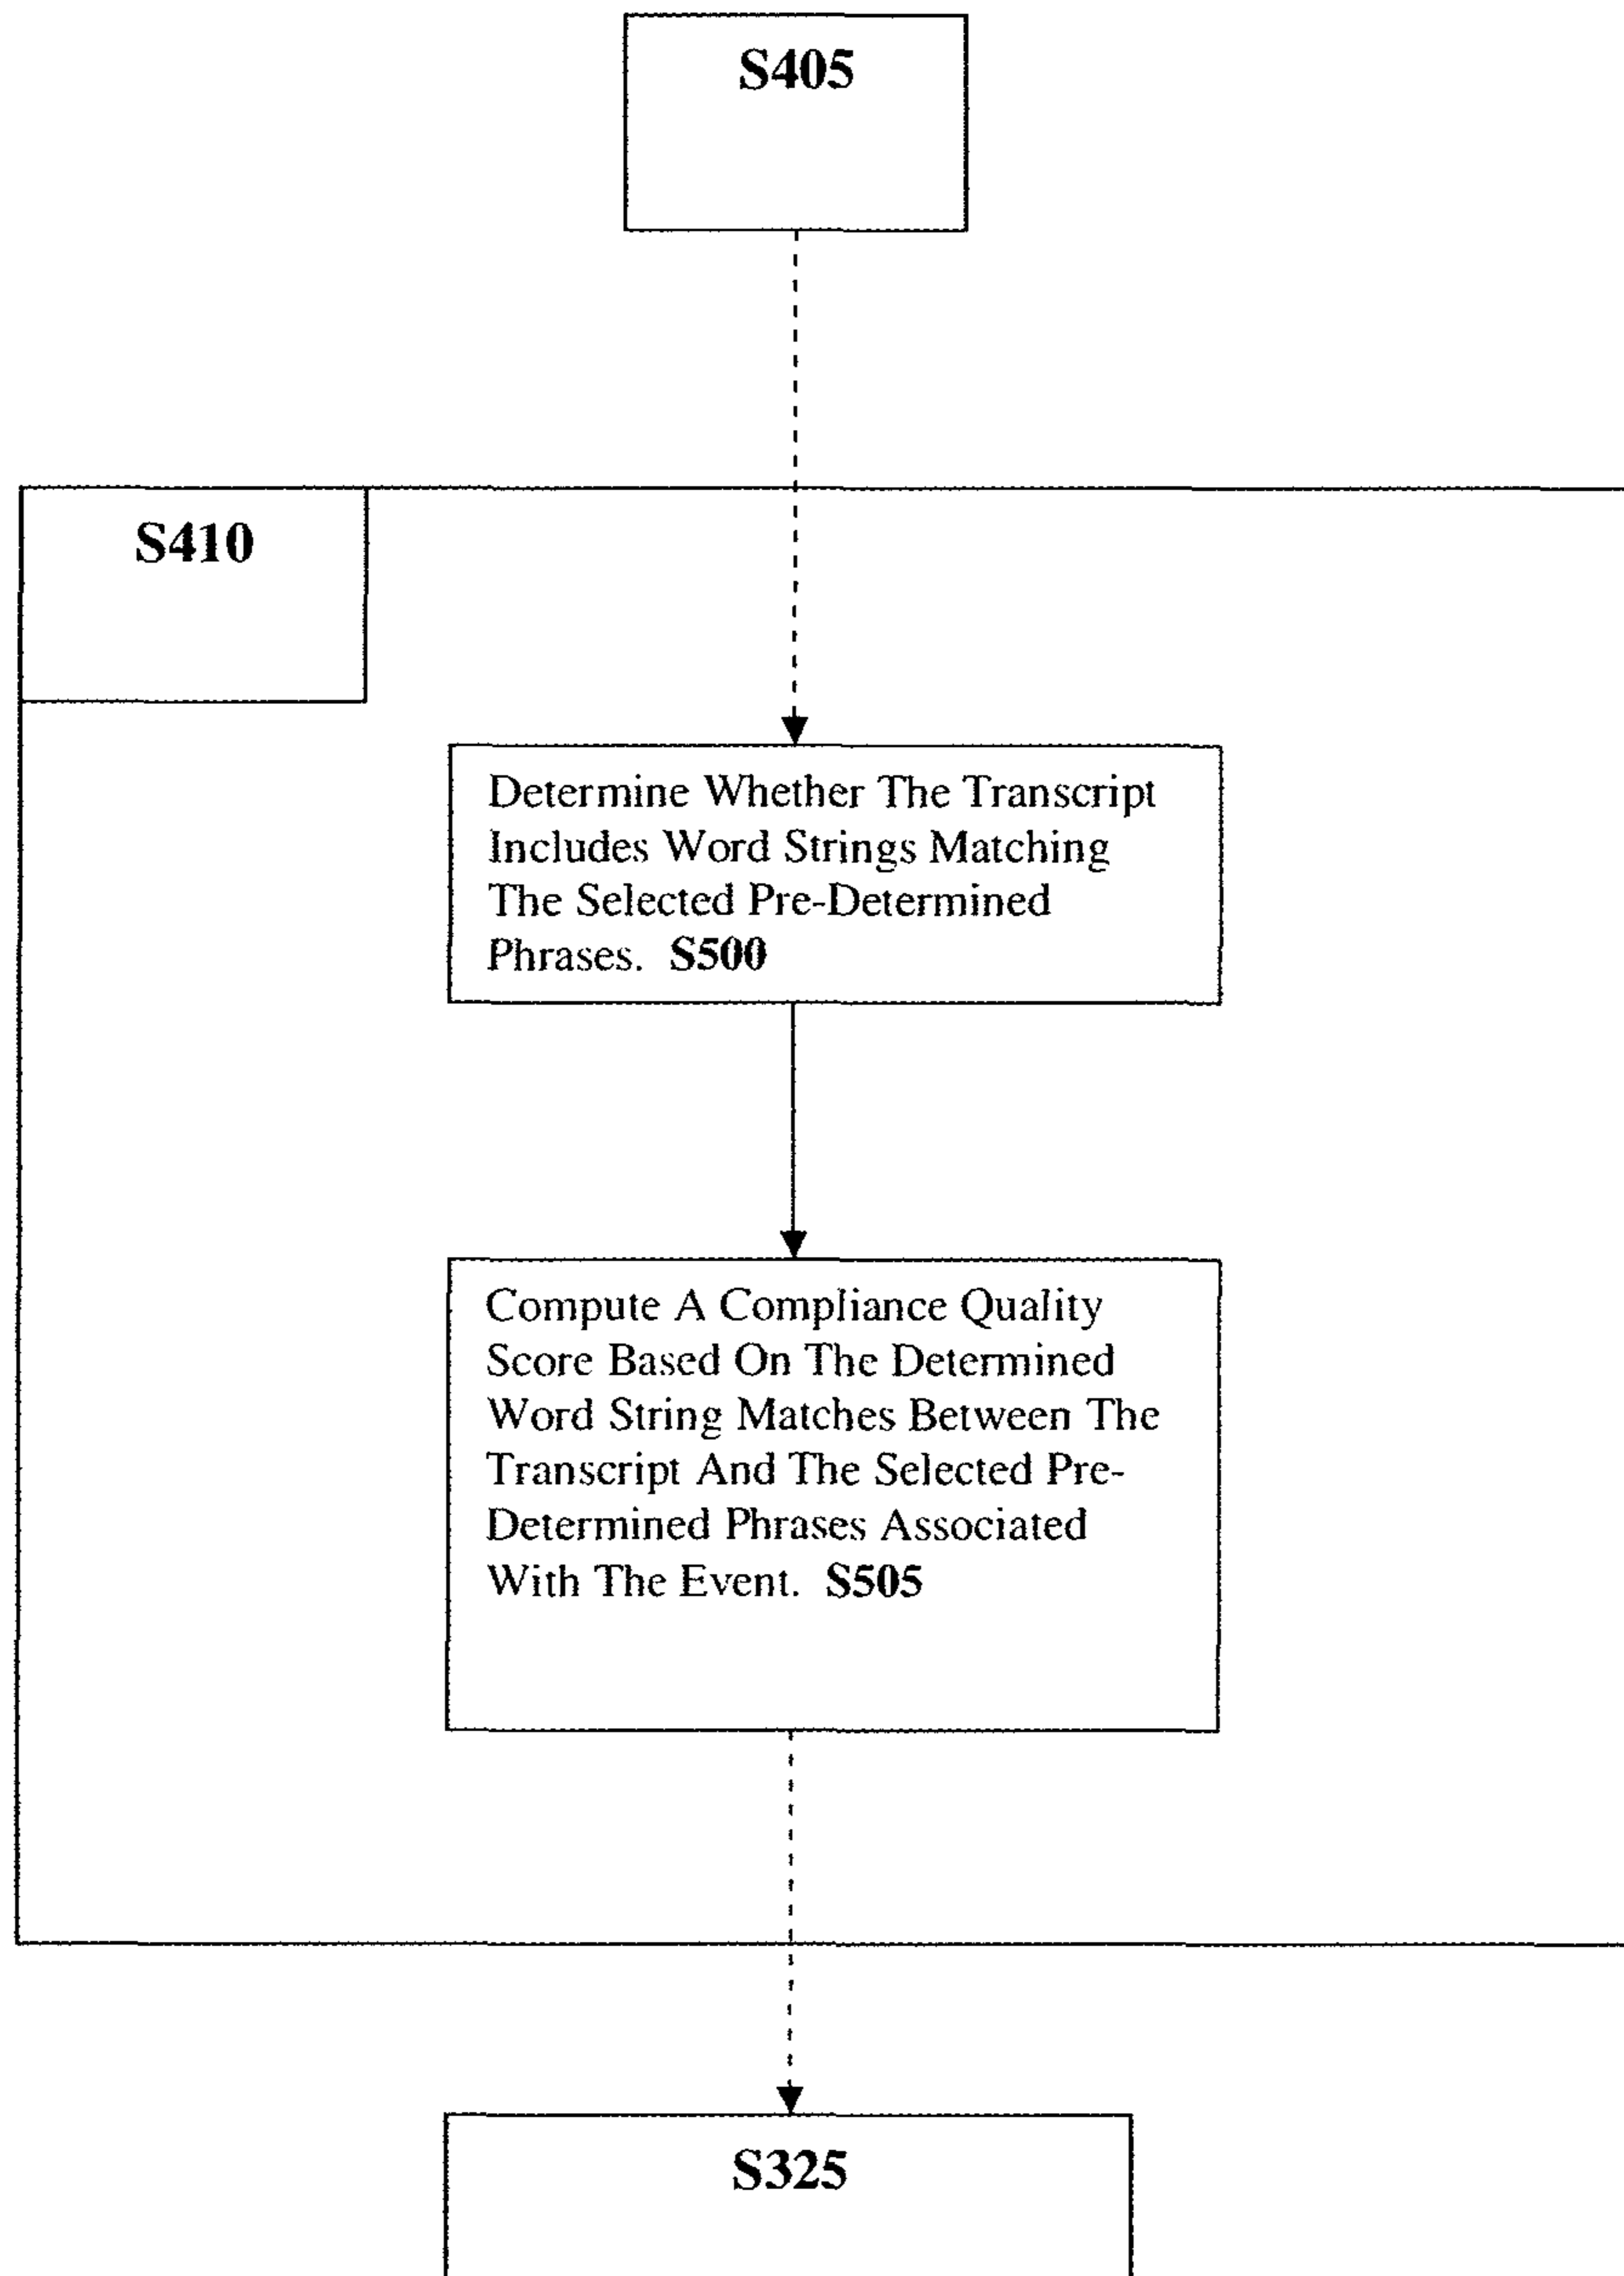 S405
S410
Determine Whether The Transcript
Includes Word Strings Matching
The Selected Pre-Determined
Phrases. S500
Compute A Compliance Quality
Score Based On The Determined
Word String Matches Between The
Transcript And The Selected Pre-
Determined Phrases Associated
With The Event. S505
S325